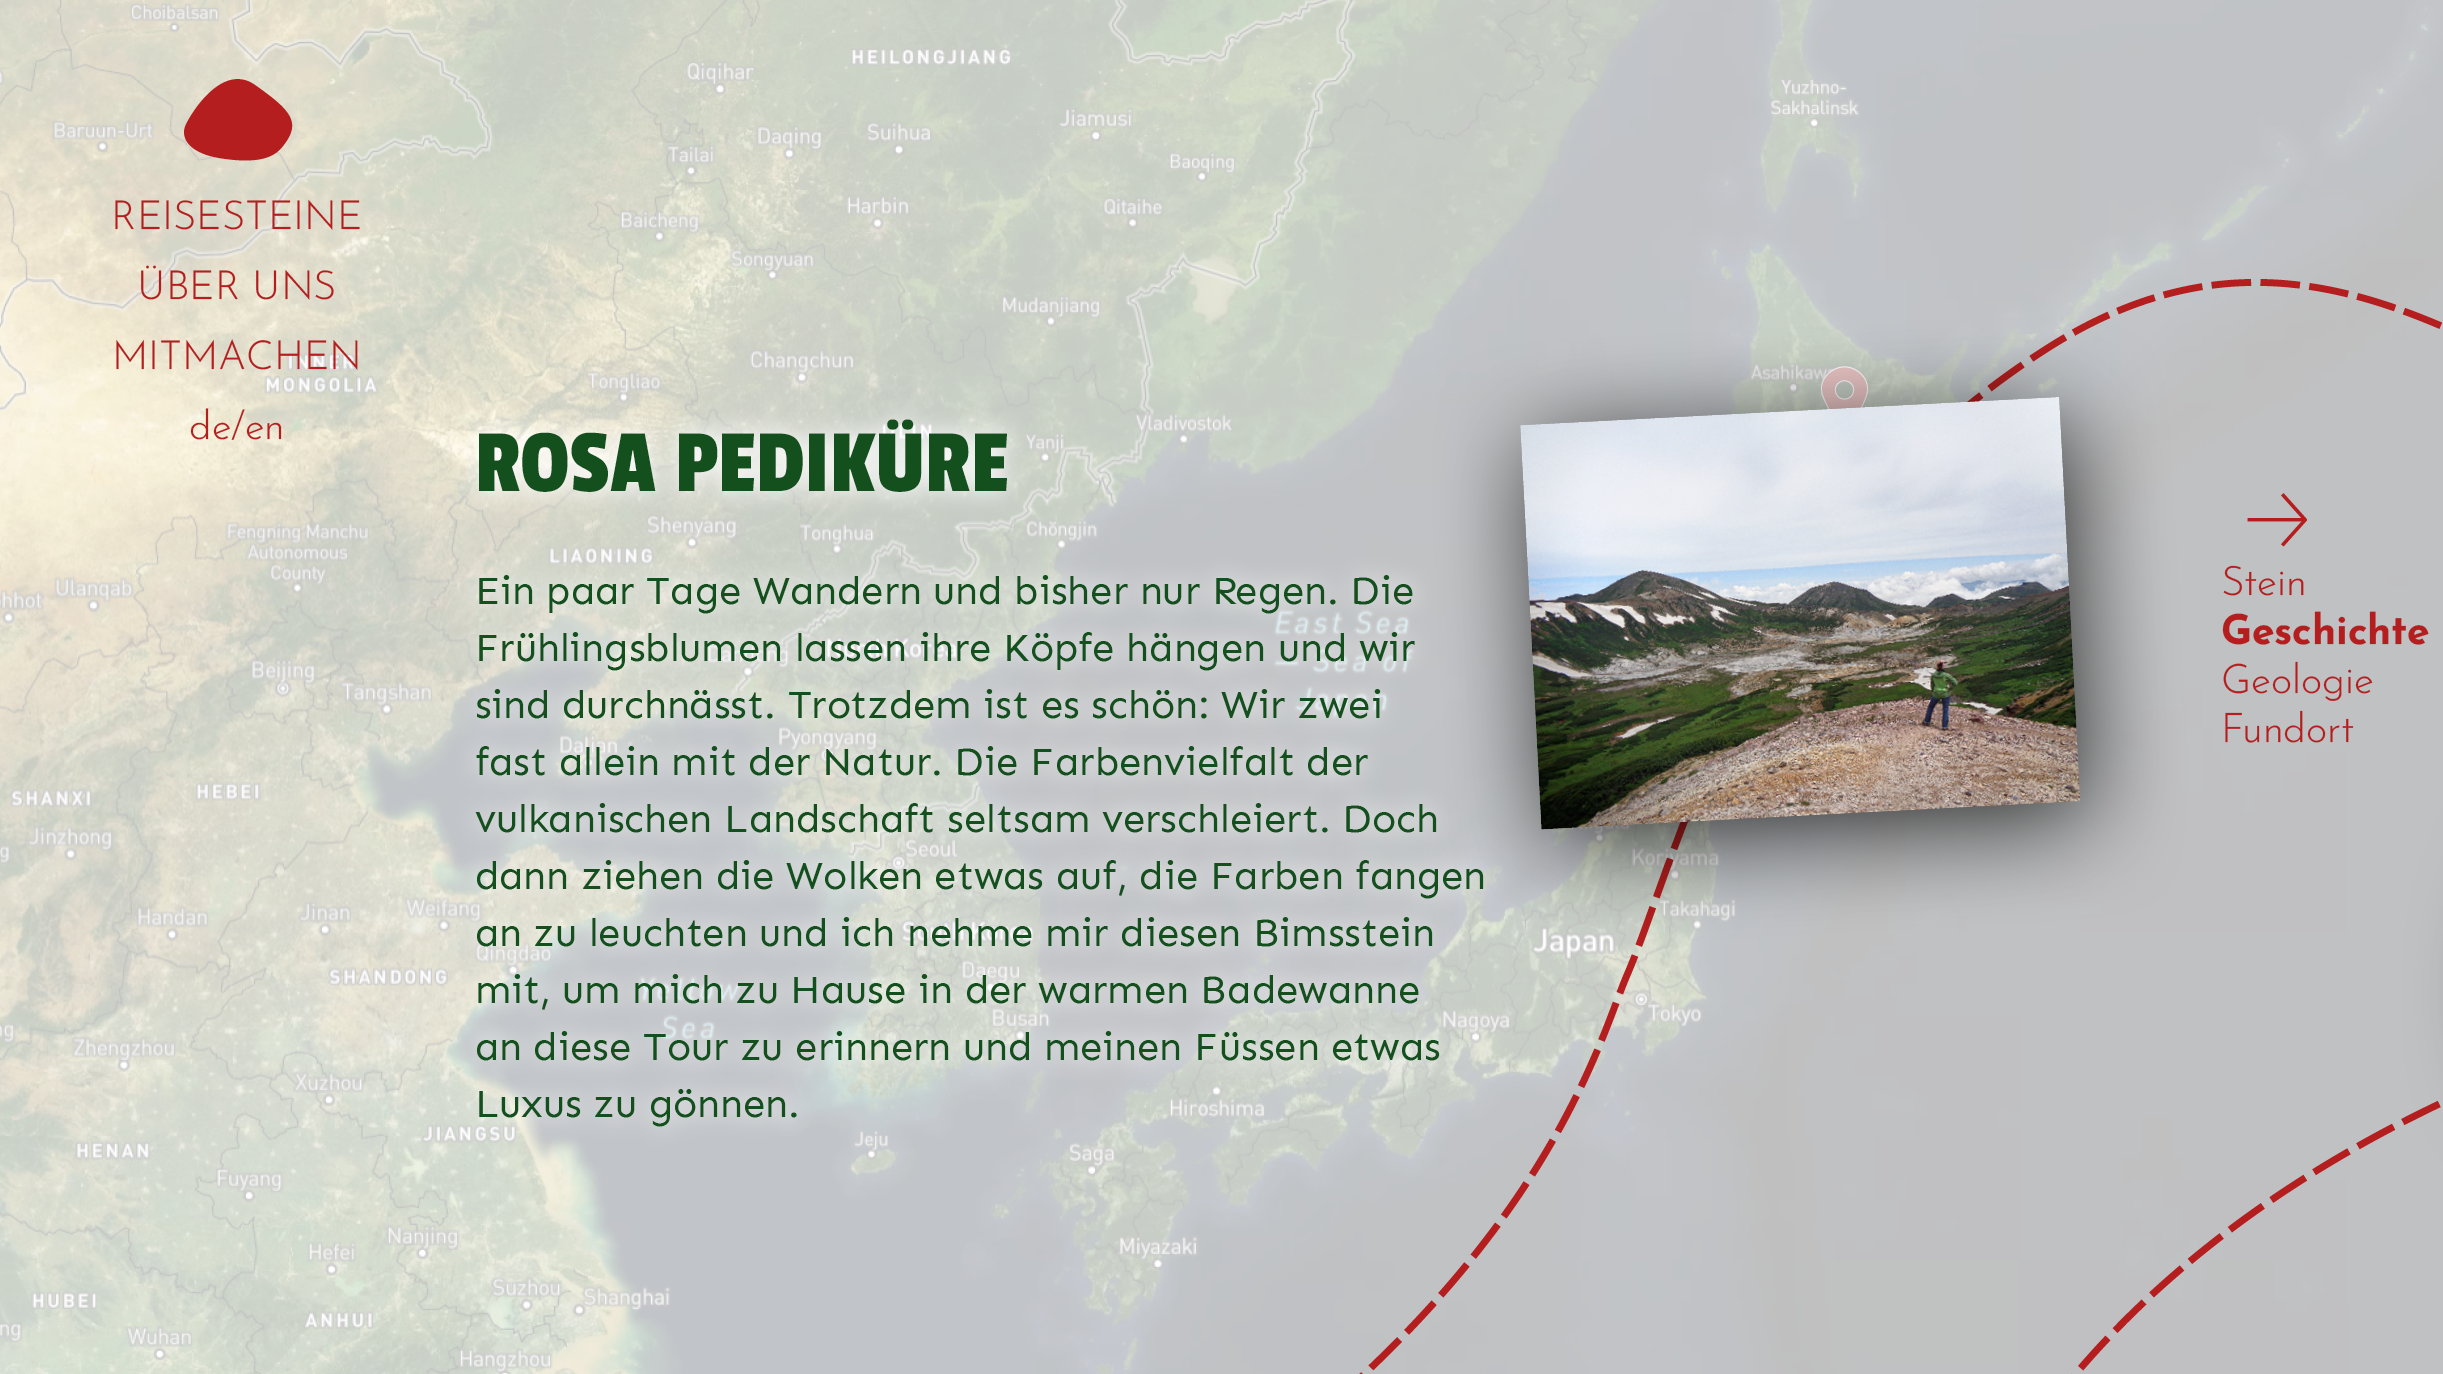 REISESTEINE
ÜBER UNS
MITMACHEN
de/en
ROSA PEDIKÜRE
Ein paar Tage Wandern und bisher nur Regen. Die
Frühlingsblumen lassen ihre Köpfe hängen und wir
sind durchnässt. Trotzdem ist es schön: Wir zwei
fast allein mit der Natur. Die Farbenvielfalt der
vulkanischen Landschaft seltsam verschleiert. Doch
dann ziehen die Wolken etwas auf, die Farben fangen
an zu leuchten und ich nehme mir diesen Bimsstein
mit, um mich zu Hause in der warmen Badewanne
an diese Tour zu erinnern und meinen Füssen etwas
Luxus zu gönnen.
Stein
Geschichte
Geologie
Fundort
Choibalsan
HEILONGJIANG
Qiqihar
Yuzhno-
Sakhalinsk
Baruun-Urt
Daqing
Suihua
Jiamusi
Tailai
Baoqing
Baicheng
Harbin
Qitaihe
Songyuan
Mudanjiang
Changchun
Tongliao
INNER
MONGOLIA
Vladivostok
Yanji
Fengning Manchu
Autonomous
County
Shenyang
Tonghua
Chŏngjin
LIAONING
Ulanqab
East Sea
Sea of
Japan
Beijing
Tangshan
Dalian
Pyongyang
SHANXI
HEBEI
Jinzhong
Seoul
Koriyama
Handan
Jinan
Weifang
Takahagi
Japan
Qingdao
SHANDONG
Daegu
Sea
Busan
Nagoya
Tokyo
Zhengzhou
Xuzhou
Hiroshima
JIANGSU
Jeju
Saga
HENAN
Fuyang
Nanjing
Hefei
Miyazaki
Suzhou
Shanghai
HUBEI
ANHUI
Wuhan
Hangzhou